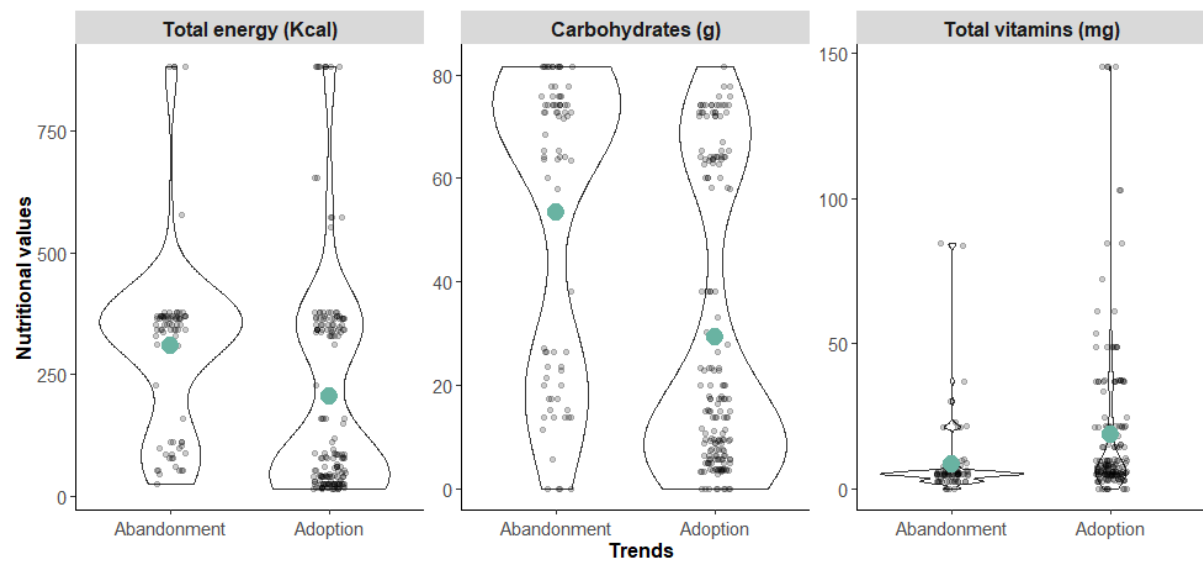 Total energy (Kcal)
Carbohydrates (g)
Total vitamins (mg)
Nutritional values
750
500
250
0
80
60
40
20
0
150
100
50
0
Abandonment
Adoption
Abandonment
Adoption
Abandonment
Adoption
Trends